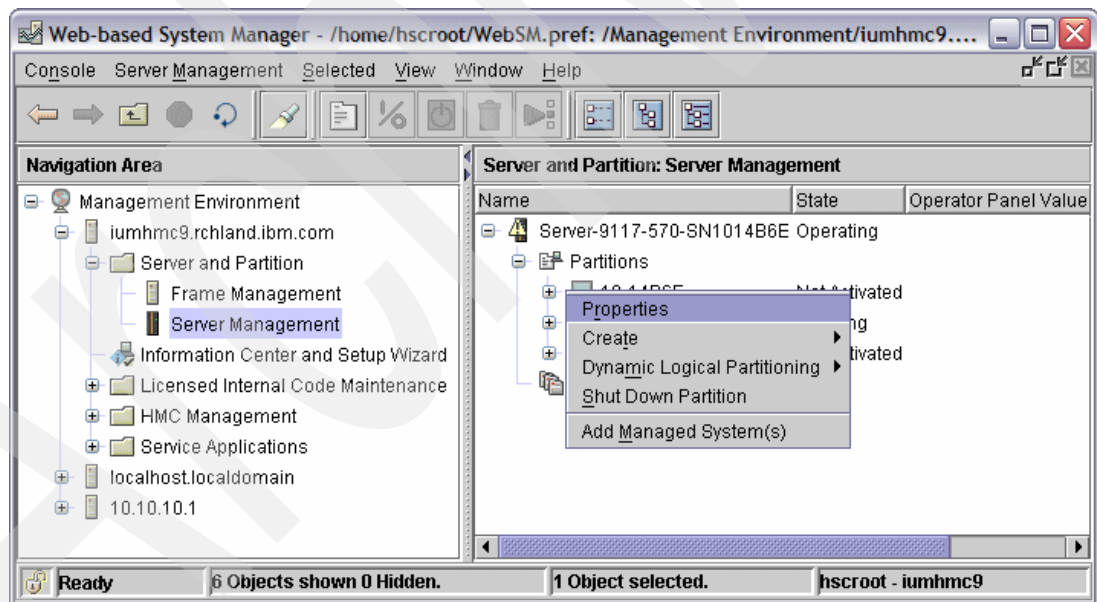 Web-based System Manager - /home/hscroot/WebSM.pref: /Management Environment/iumhmc9....
Console Server Management Selected View Window Help
Navigation Area
Management Environment
iumhmc9.rchland.ibm.com
Server and Partition
Frame Management
Server Management
Information Center and Setup Wizard
Licensed Internal Code Maintenance
HMC Management
Service Applications
localhost.localdomain
10.10.10.1
Server and Partition: Server Management
Name State Operator Panel Value
Server-9117-570-SN1014B6E Operating
Partitions
Properties
Create
Dynamic Logical Partitioning
Shut Down Partition
Add Managed System(s)
Ready 6 Objects shown 0 Hidden. 1 Object selected. hscroot - iumhmc9